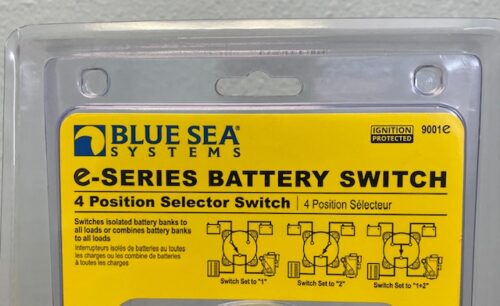 IGNITION
PROTECTED
9001e
BLUE SEA
SYSTEMS
e-SERIES BATTERY SWITCH
4 Position Selector Switch | 4 Position Sélecteur
Switches isolated battery banks to
all loads or combines battery banks
to all loads
Interrupteurs isolés de batteries au toutes
les charges ou les combine de batteries
à toutes les charges
Switch Set to "1"
Switch Set to "2"
Switch Set to "1+2"